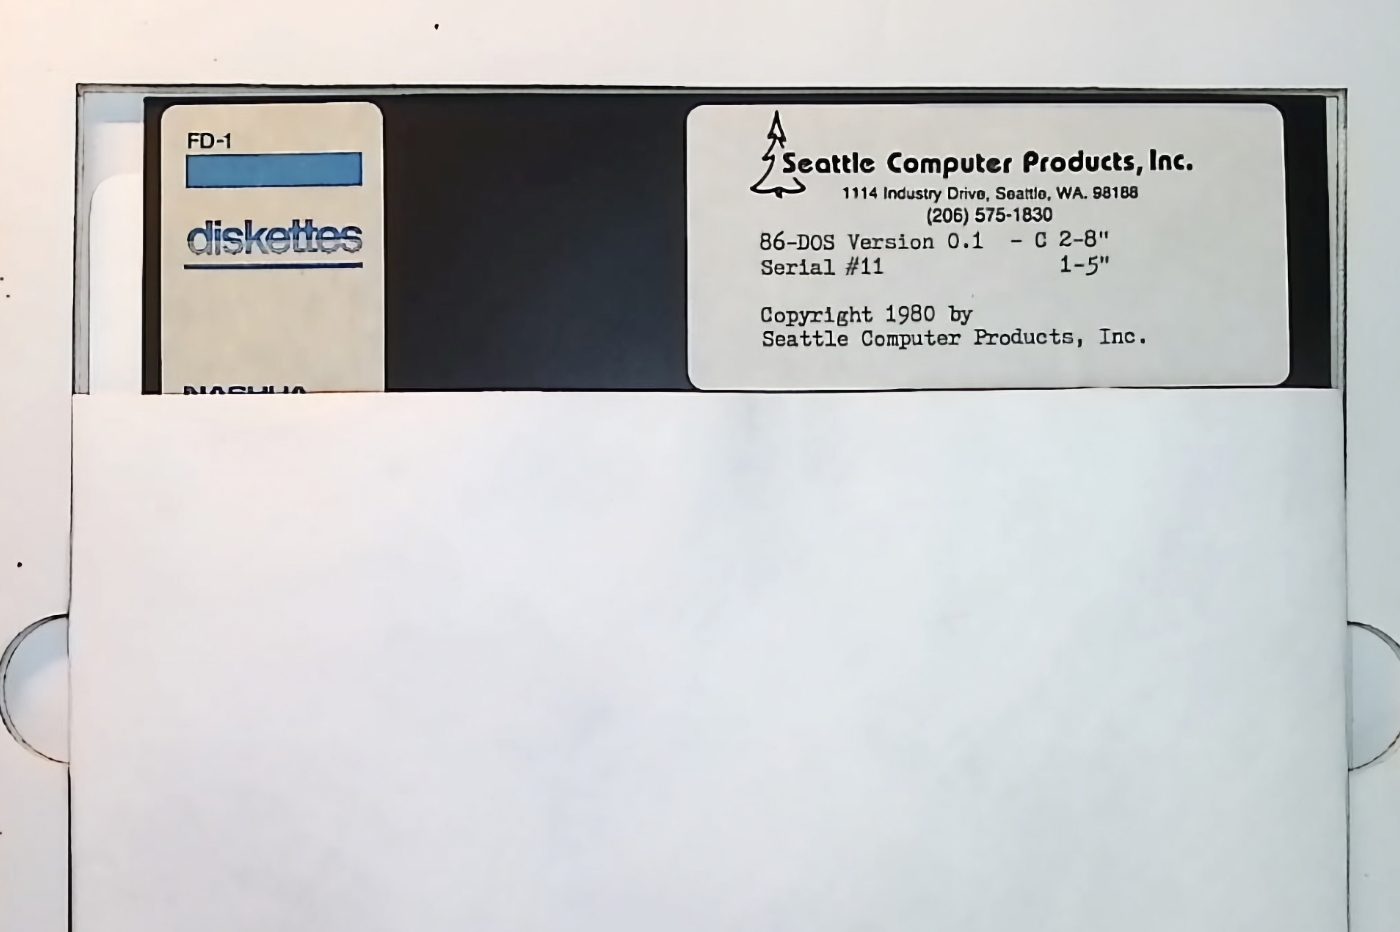 FD-1
diskettes
NASHUA
Seattle Computer Products, Inc.
1114 Industry Drive, Seattle, WA. 98188
(206) 575-1830
86-DOS Version 0.1 - C 2-8"
Serial #11 1-5"
Copyright 1980 by
Seattle Computer Products, Inc.